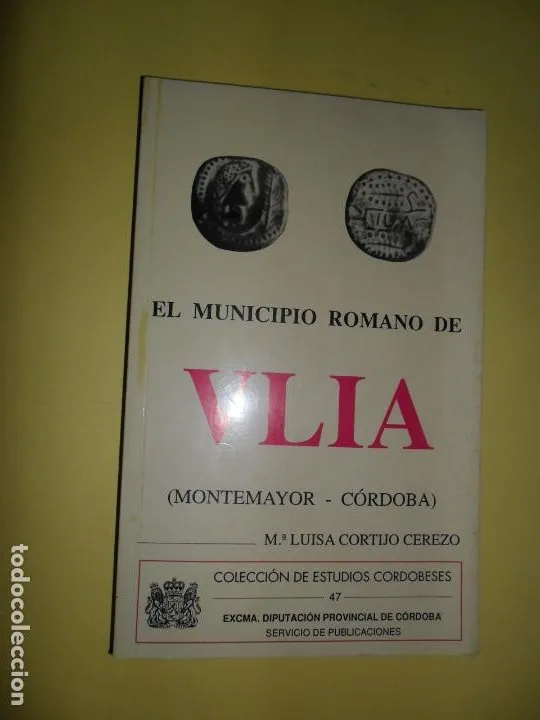 EL MUNICIPIO ROMANO DE
VLIA
(MONTEMAYOR - CÓRDOBA)
M.ª LUISA CORTIJO CEREZO
COLECCIÓN DE ESTUDIOS CORDOBESES
47
EXCMA. DIPUTACIÓN PROVINCIAL DE CÓRDOBA
SERVICIO DE PUBLICACIONES
todocoleccion